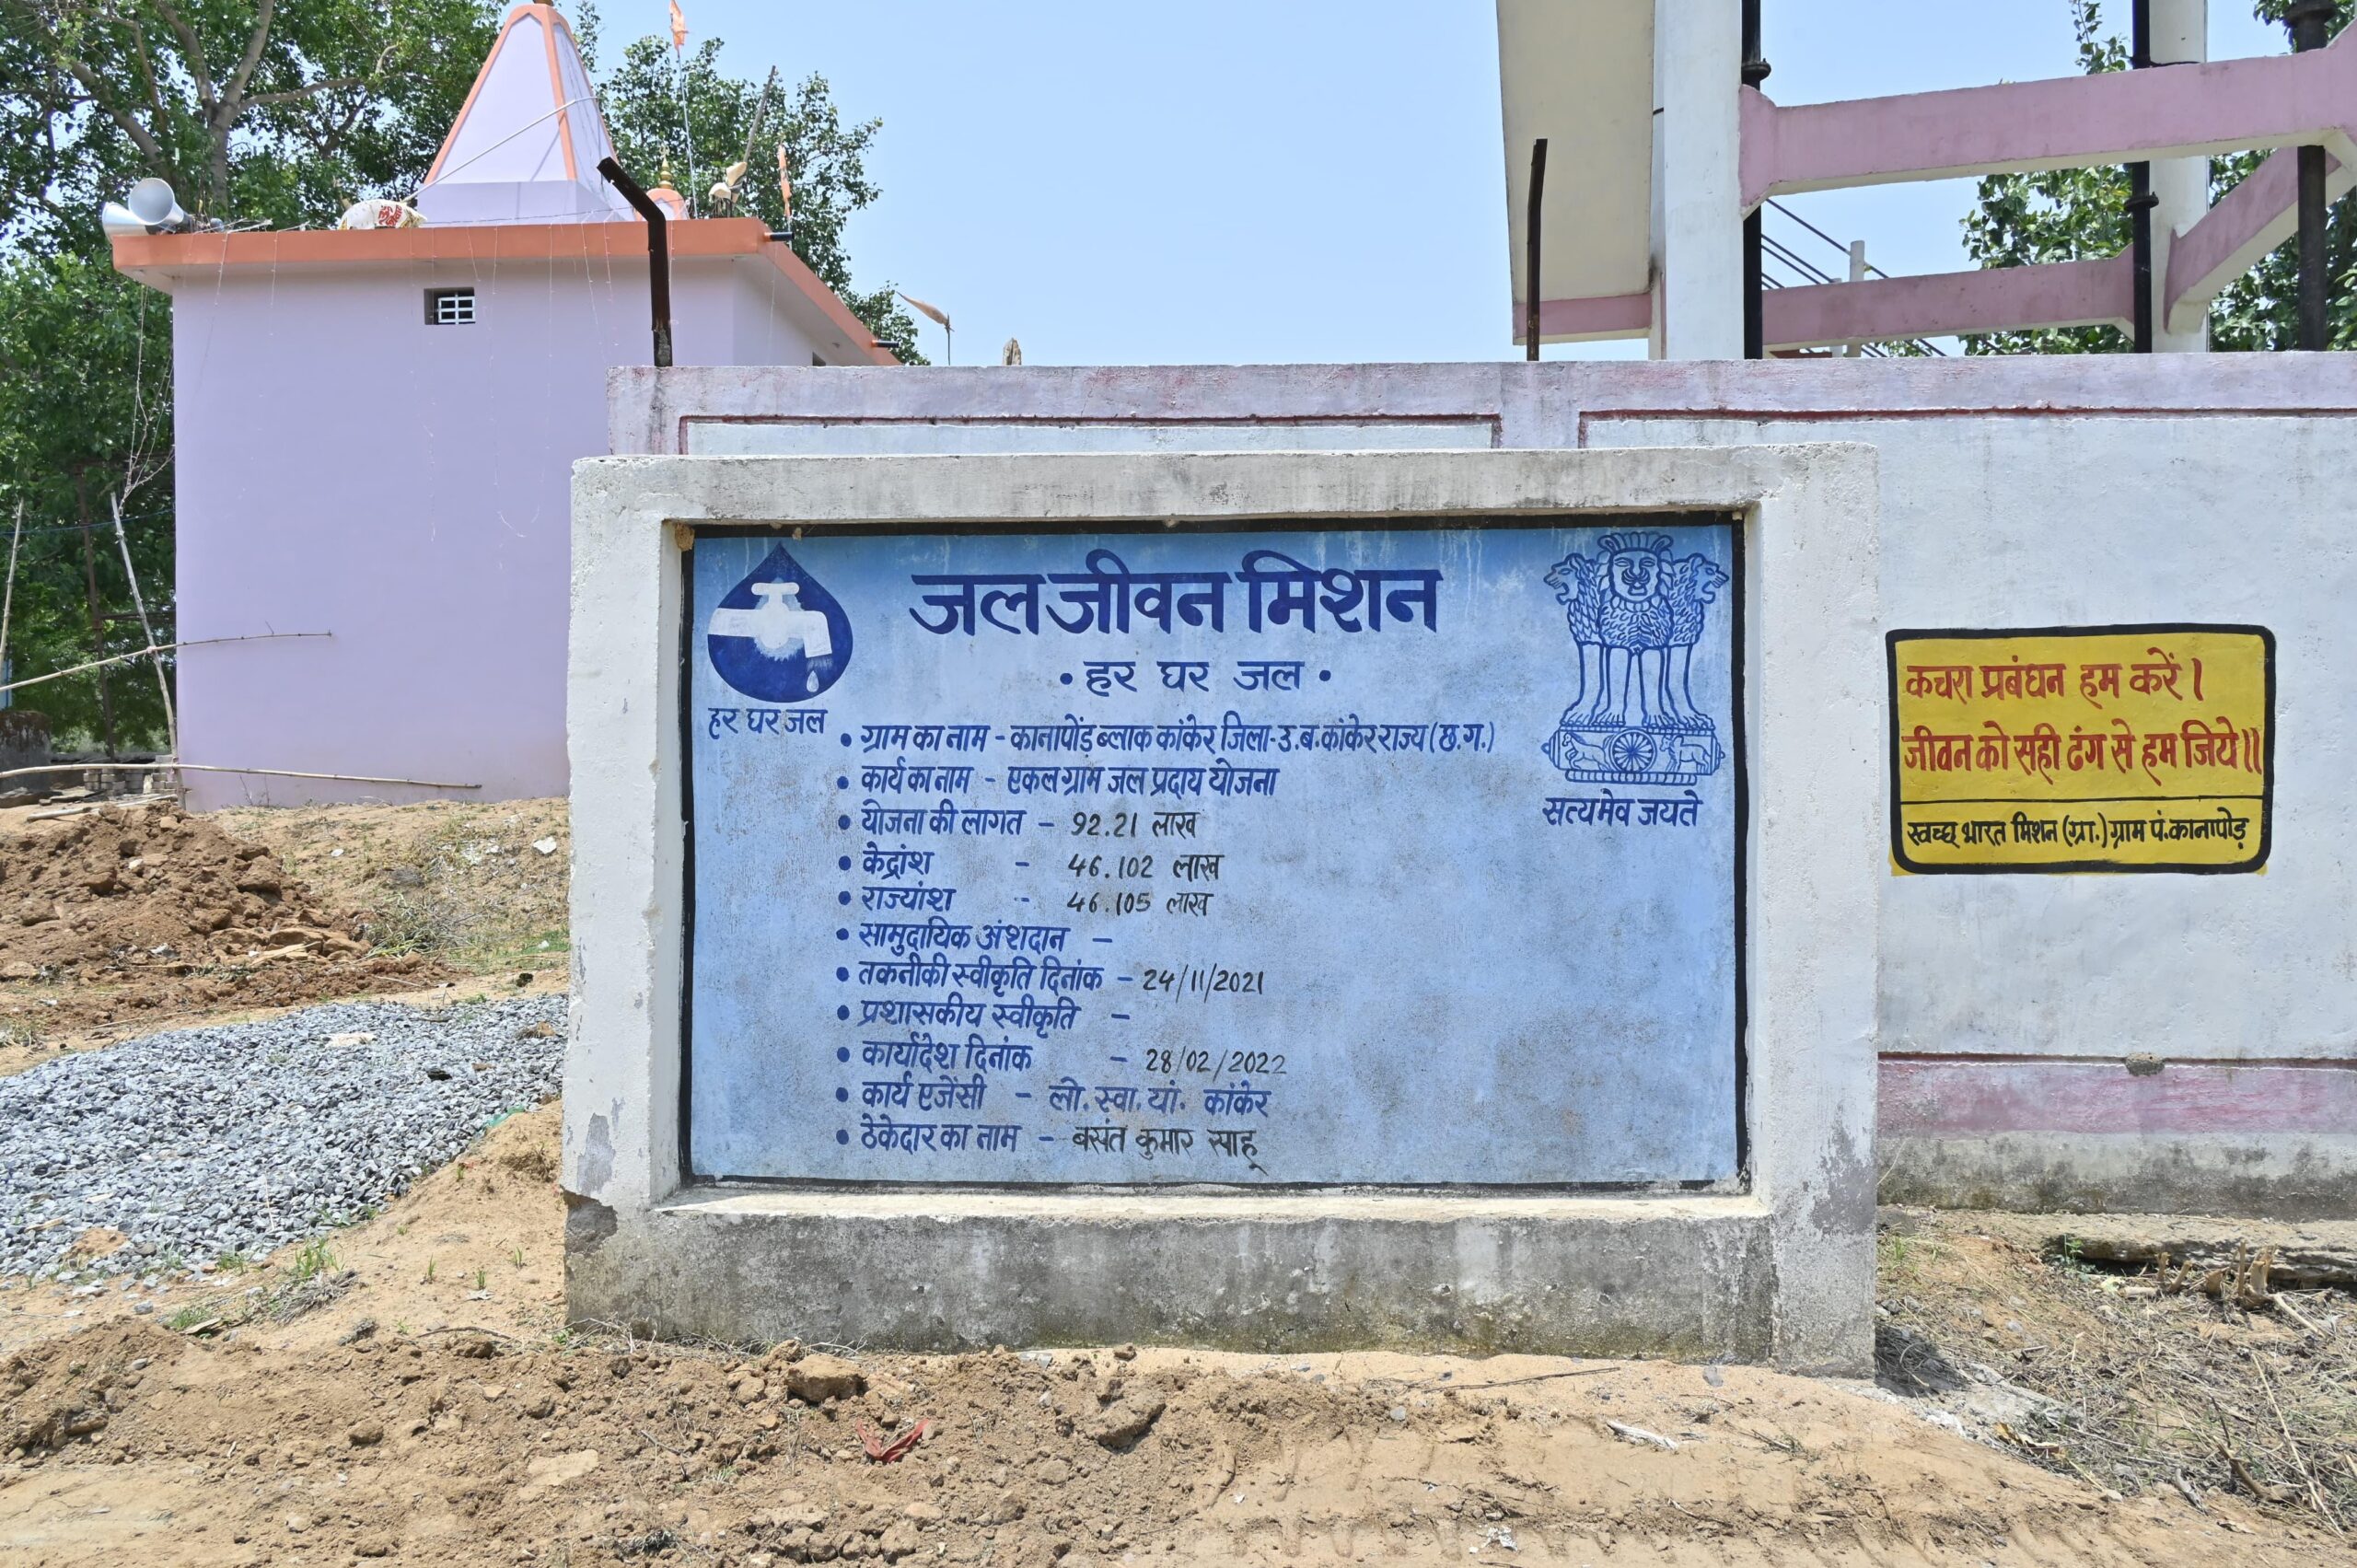 जल जीवन मिशन
• हर घर जल •
हर घर जल
• ग्राम का नाम - कानापोंड़ ब्लाक कांकेर जिला-उ.ब.कांकेर राज्य (छ.ग.)
• कार्य का नाम - एकल ग्राम जल प्रदाय योजना
• योजना की लागत - 92.21 लाख
• केद्रांश - 46.102 लाख
• राज्यांश - 46.105 लाख
• सामुदायिक अंशदान -
• तकनीकी स्वीकृति दिनांक - 24/11/2021
• प्रशासकीय स्वीकृति -
• कार्यादेश दिनांक - 28/02/2022
• कार्य एजेंसी - लो. स्वा. यां. कांकेर
• ठेकेदार का नाम - बसंत कुमार साहू
सत्यमेव जयते
कचरा प्रबंधन हम करें।
जीवन को सही ढंग से हम जिये॥
स्वच्छ भारत मिशन (ग्रा.) ग्राम पं. कानापोड़